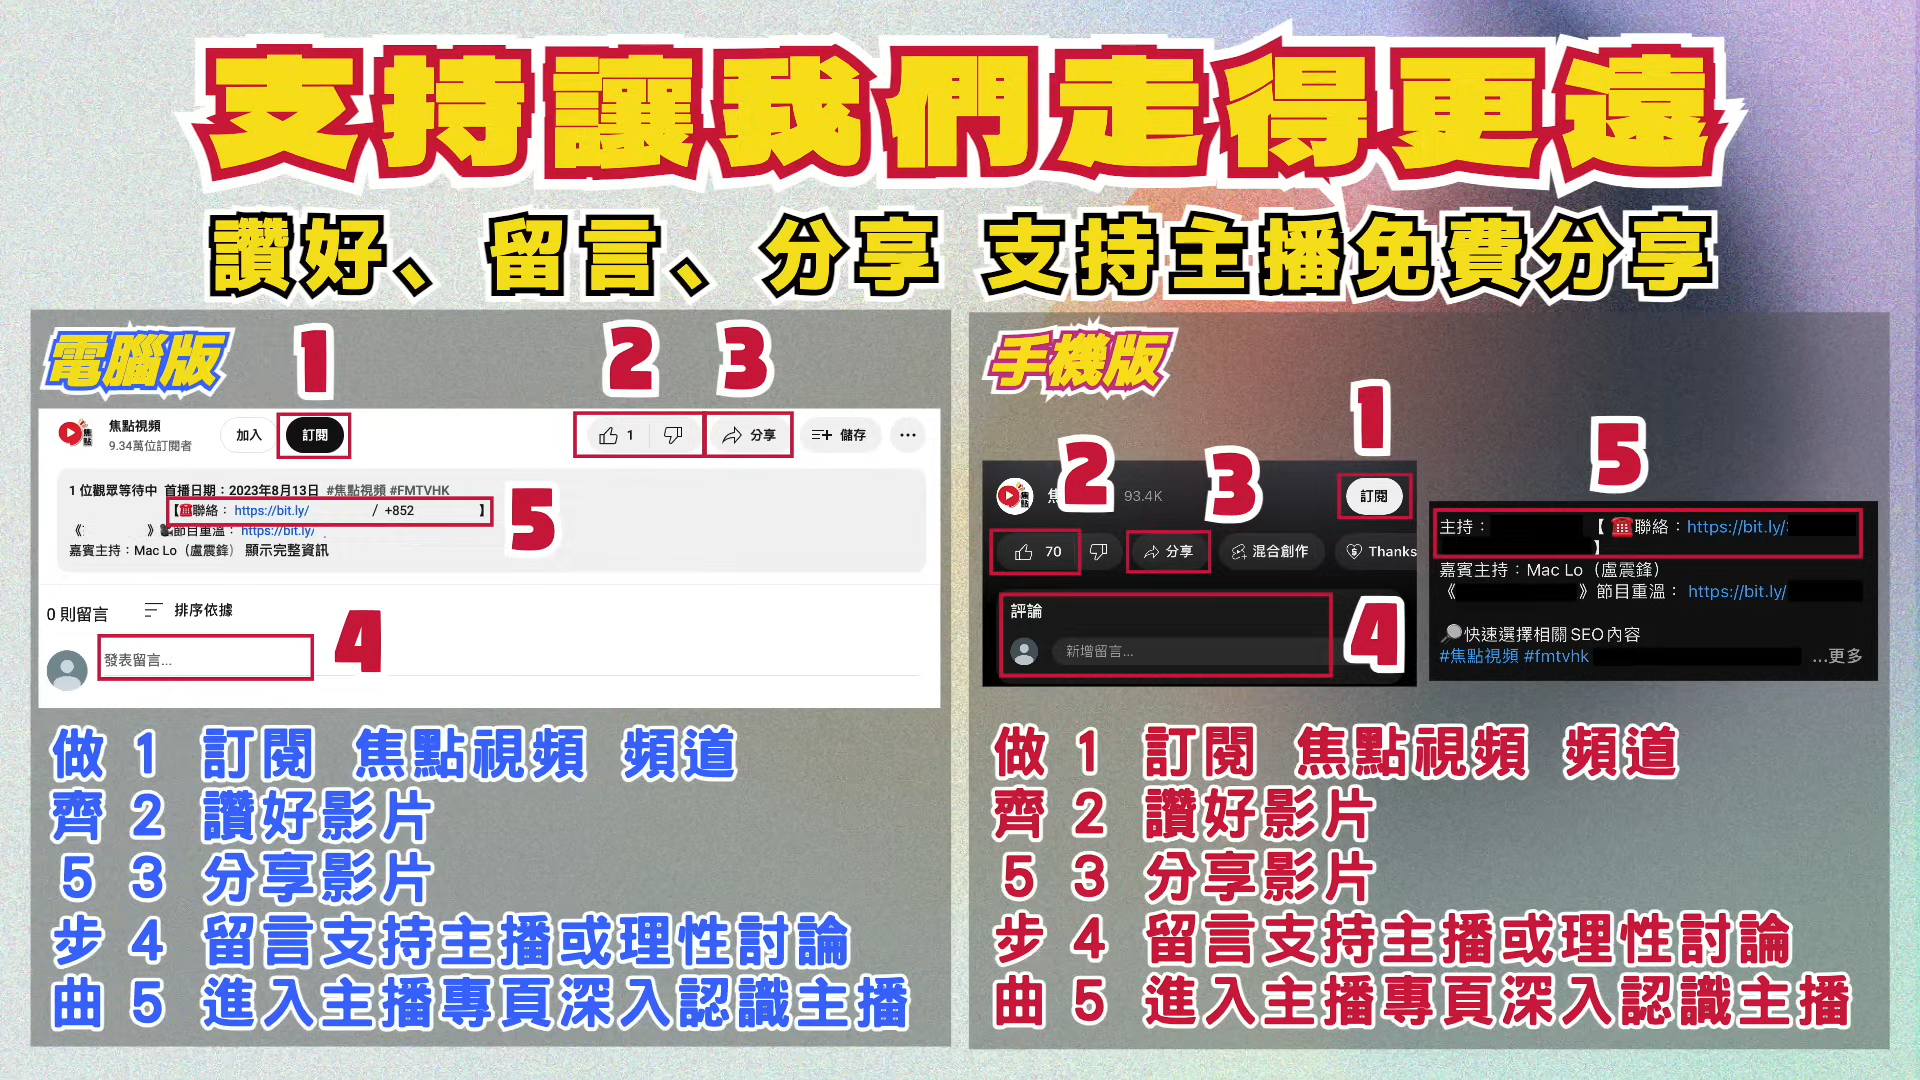 支持讓我們走得更遠
讚好、留言、分享 支持主播免費分享
電腦版
1
2
3
焦點視頻
9.34萬位訂閱者
加入
訂閱
1
分享
儲存
1 位觀眾等待中 首播日期：2023年8月13日 #焦點視頻 #FMTVHK
【☎️聯絡： https://bit.ly/ / +852 】
《 》🎥節目重溫： https://bit.ly/
嘉賓主持：Mac Lo（盧震鋒） 顯示完整資訊
5
0 則留言
排序依據
發表留言...
4
做 1 訂閱 焦點視頻 頻道
齊 2 讚好影片
5 3 分享影片
步 4 留言支持主播或理性討論
曲 5 進入主播專頁深入認識主播
手機版
1
2
3
焦 93.4K
訂閱
70
分享
混合創作
Thanks
評論
新增留言...
4
5
主持： 【 ☎️聯絡：https://bit.ly/
】
嘉賓主持：Mac Lo（盧震鋒）
《 》節目重溫： https://bit.ly/
🔎快速選擇相關 SEO 內容
#焦點視頻 #fmtvhk ...更多
做 1 訂閱 焦點視頻 頻道
齊 2 讚好影片
5 3 分享影片
步 4 留言支持主播或理性討論
曲 5 進入主播專頁深入認識主播